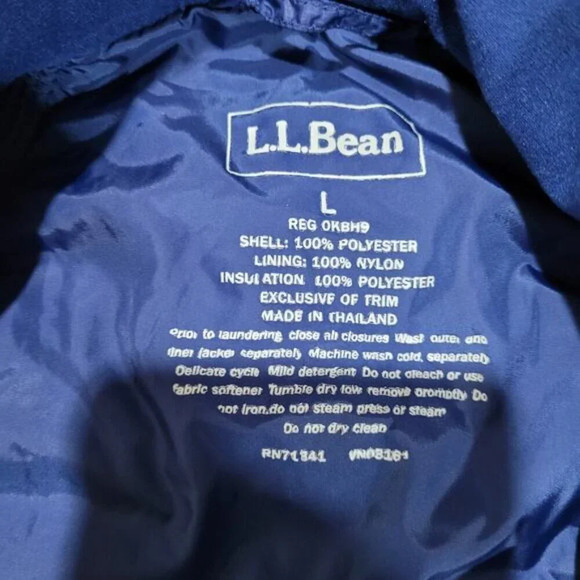 L.L.Bean
L
REG OKBH9
SHELL: 100% POLYESTER
LINING: 100% NYLON
INSULATION 100% POLYESTER
EXCLUSIVE OF TRIM
MADE IN THAILAND
Prior to laundering, close all closures Wash outer and
liner jacket separately Machine wash cold, separately
Delicate cycle Mild detergent Do not bleach or use
fabric softener Tumble dry low remove promptly Do
not iron, do not steam press or steam
Do not dry clean
RN71341